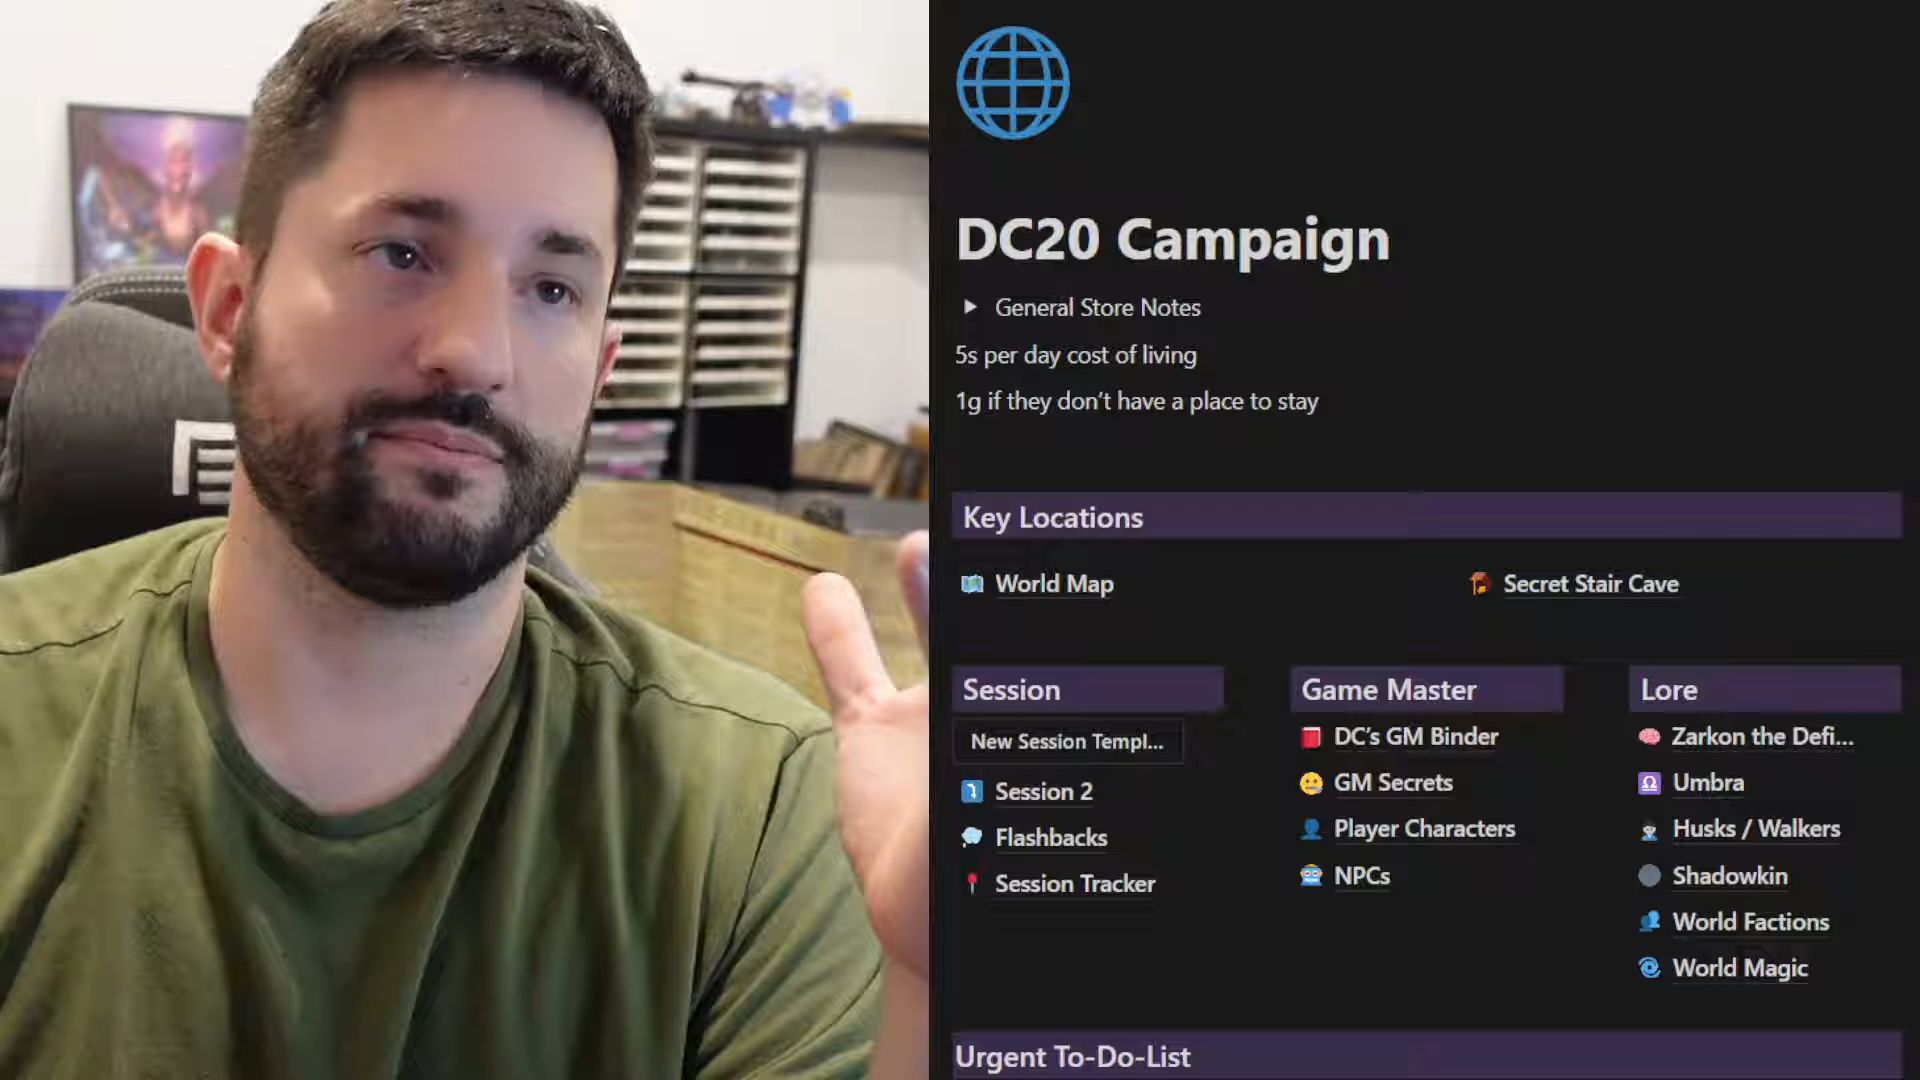 DC20 Campaign
General Store Notes
5s per day cost of living
1g if they don't have a place to stay
Key Locations
World Map
Secret Stair Cave
Session
New Session Templ...
Session 2
Flashbacks
Session Tracker
Game Master
DC's GM Binder
GM Secrets
Player Characters
NPCs
Lore
Zarkon the Defi...
Umbra
Husks / Walkers
Shadowkin
World Factions
World Magic
Urgent To-Do-List